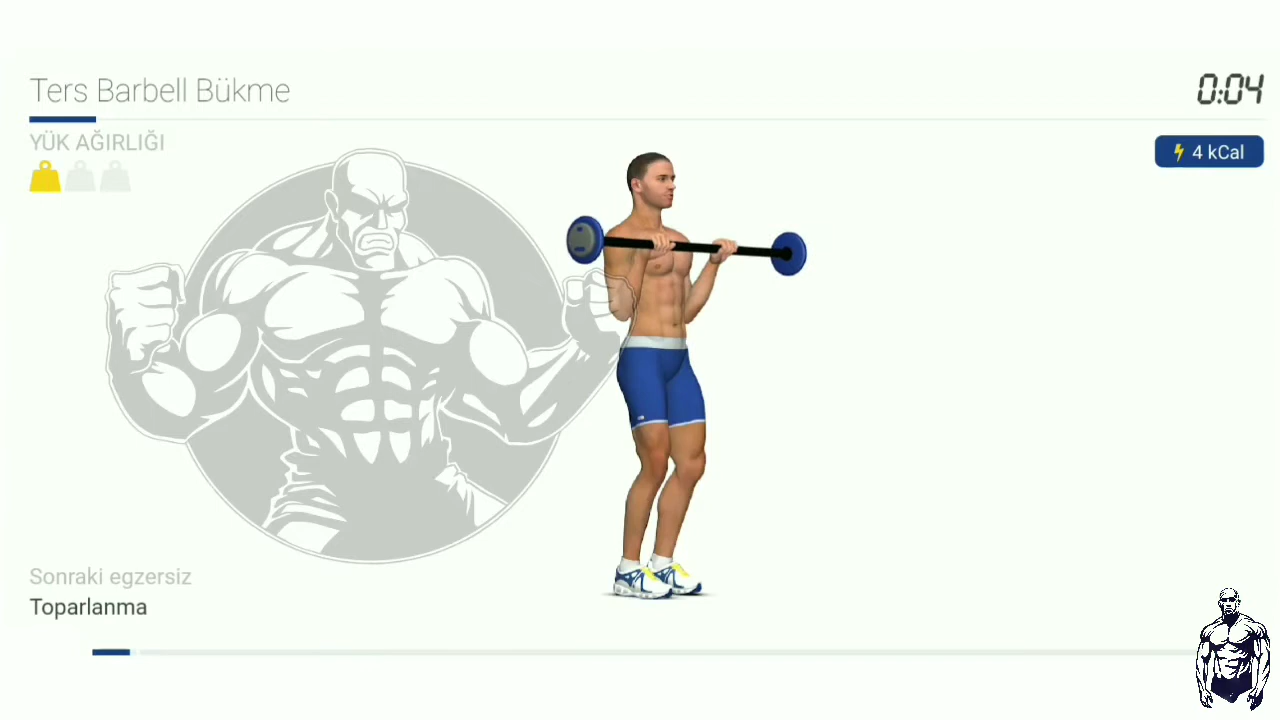 Ters Barbell Bükme
0:04
YÜK AĞIRLIĞI
4 kCal
Sonraki egzersiz
Toparlanma